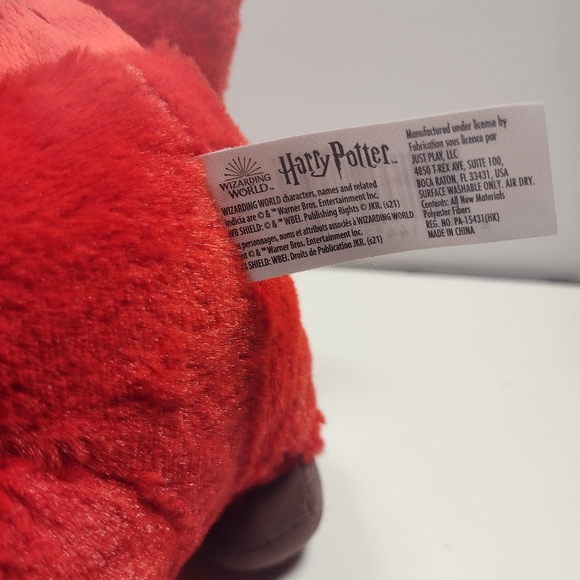 WIZARDING
WORLD™
Harry Potter™
WIZARDING WORLD characters, names and related
indicia are © & ™ Warner Bros. Entertainment Inc.
WB SHIELD: © & ™ WBEI. Publishing Rights © JKR. (s21)
personnages, noms et attributs associés à WIZARDING WORLD
© & ™ Warner Bros. Entertainment Inc.
SHIELD: WBEI. Droits de Publication JKR. (s21)
Manufactured under license by
Fabrication sous licence par
JUST PLAY, LLC
4850 T-REX AVE, SUITE 100,
BOCA RATON, FL 33431, USA
SURFACE WASHABLE ONLY. AIR DRY.
Contents: All New Materials
Polyester Fibers
REG. NO. PA-15431(HK)
MADE IN CHINA